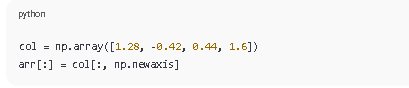 python
col = np.array([1.28, -0.42, 0.44, 1.6])
arr[:] = col[:, np.newaxis]